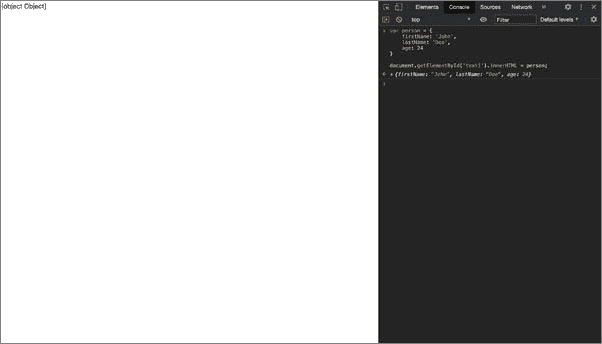 [object Object]
Elements Console Sources Network »
top Filter Default levels ▼
> var person = {
firstName: 'John',
lastName: "Doe",
age: 24
}
document.getElementById('text1').innerHTML = person;
{firstName: "John", lastName: "Doe", age: 24}
>